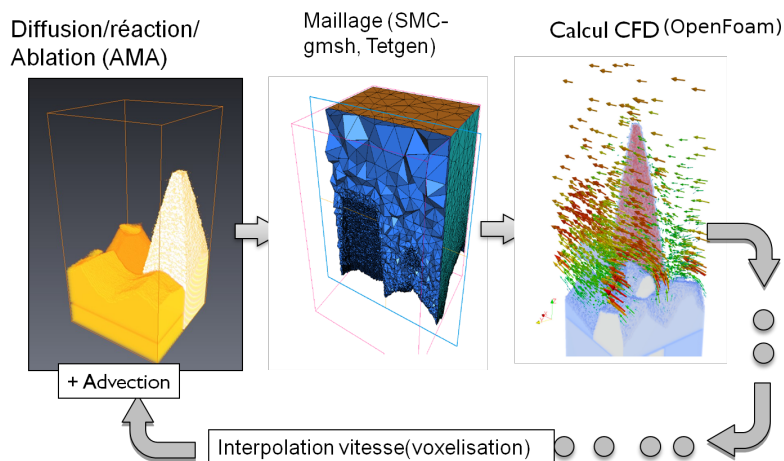 Diffusion/réaction/
Ablation (AMA)
Maillage (SMC-
gmsh, Tetgen)
Calcul CFD (OpenFoam)
+ Advection
Interpolation vitesse(voxelisation)